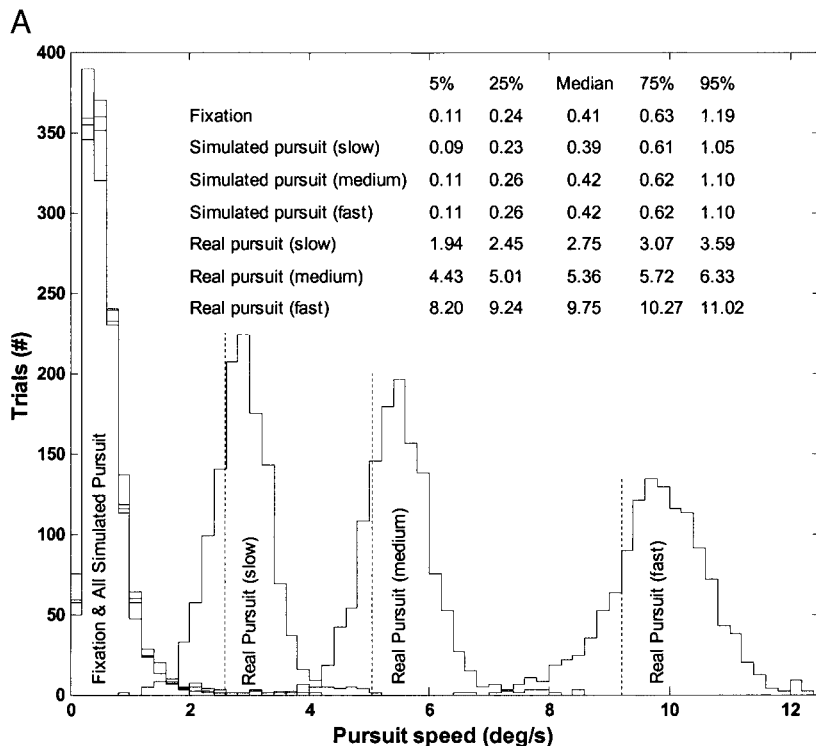 A
400
350
300
250
200
150
100
50
0
Trials (#)
5% 25% Median 75% 95%
Fixation 0.11 0.24 0.41 0.63 1.19
Simulated pursuit (slow) 0.09 0.23 0.39 0.61 1.05
Simulated pursuit (medium) 0.11 0.26 0.42 0.62 1.10
Simulated pursuit (fast) 0.11 0.26 0.42 0.62 1.10
Real pursuit (slow) 1.94 2.45 2.75 3.07 3.59
Real pursuit (medium) 4.43 5.01 5.36 5.72 6.33
Real pursuit (fast) 8.20 9.24 9.75 10.27 11.02
Fixation & All Simulated Pursuit
Real Pursuit (slow)
Real Pursuit (medium)
Real Pursuit (fast)
0 2 4 6 8 10 12
Pursuit speed (deg/s)